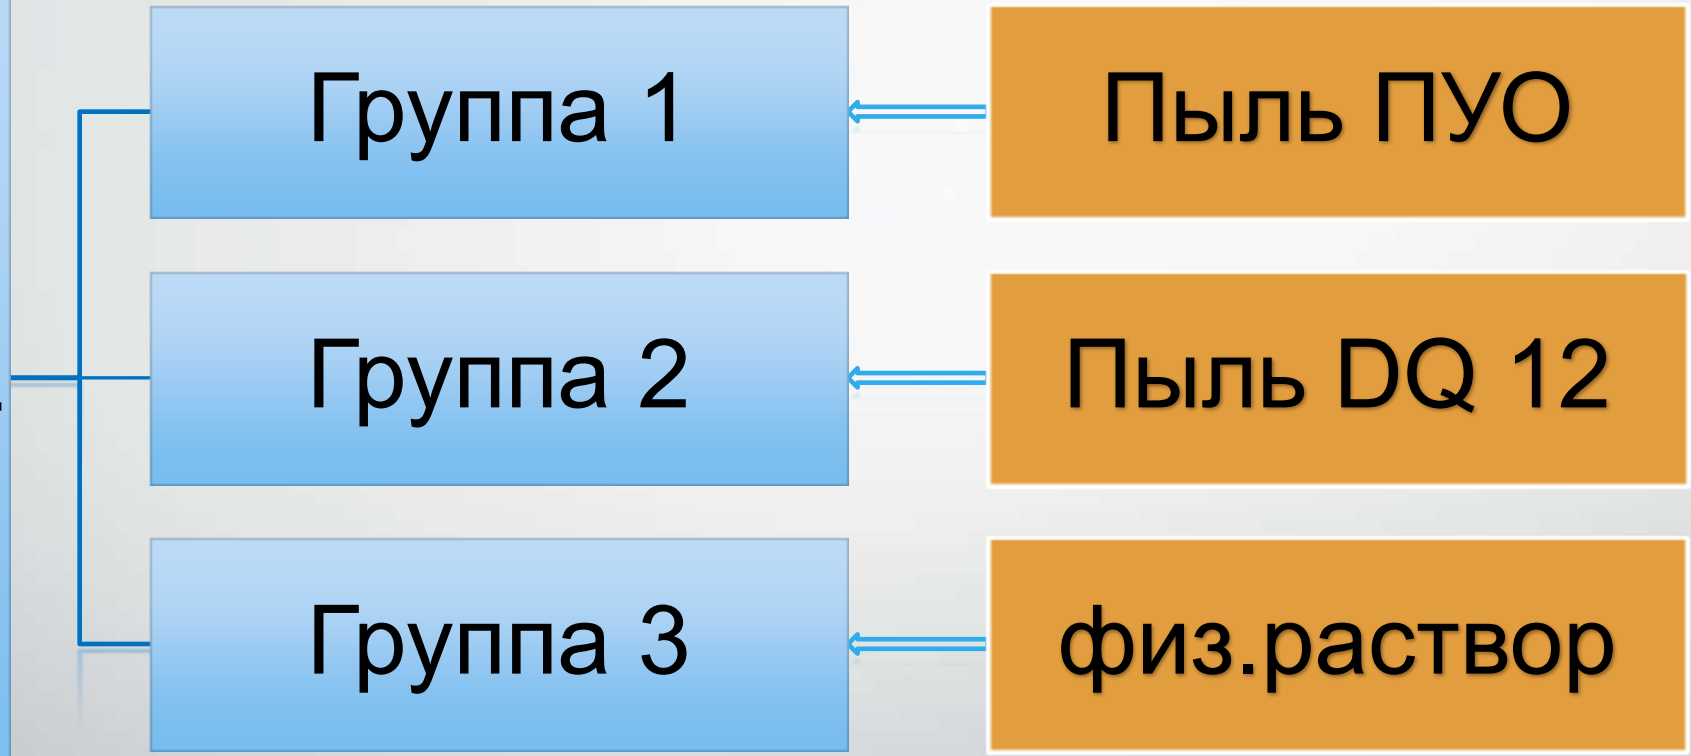 Группа 1
Пыль ПУО
Группа 2
Пыль DQ 12
Группа 3
физ.раствор